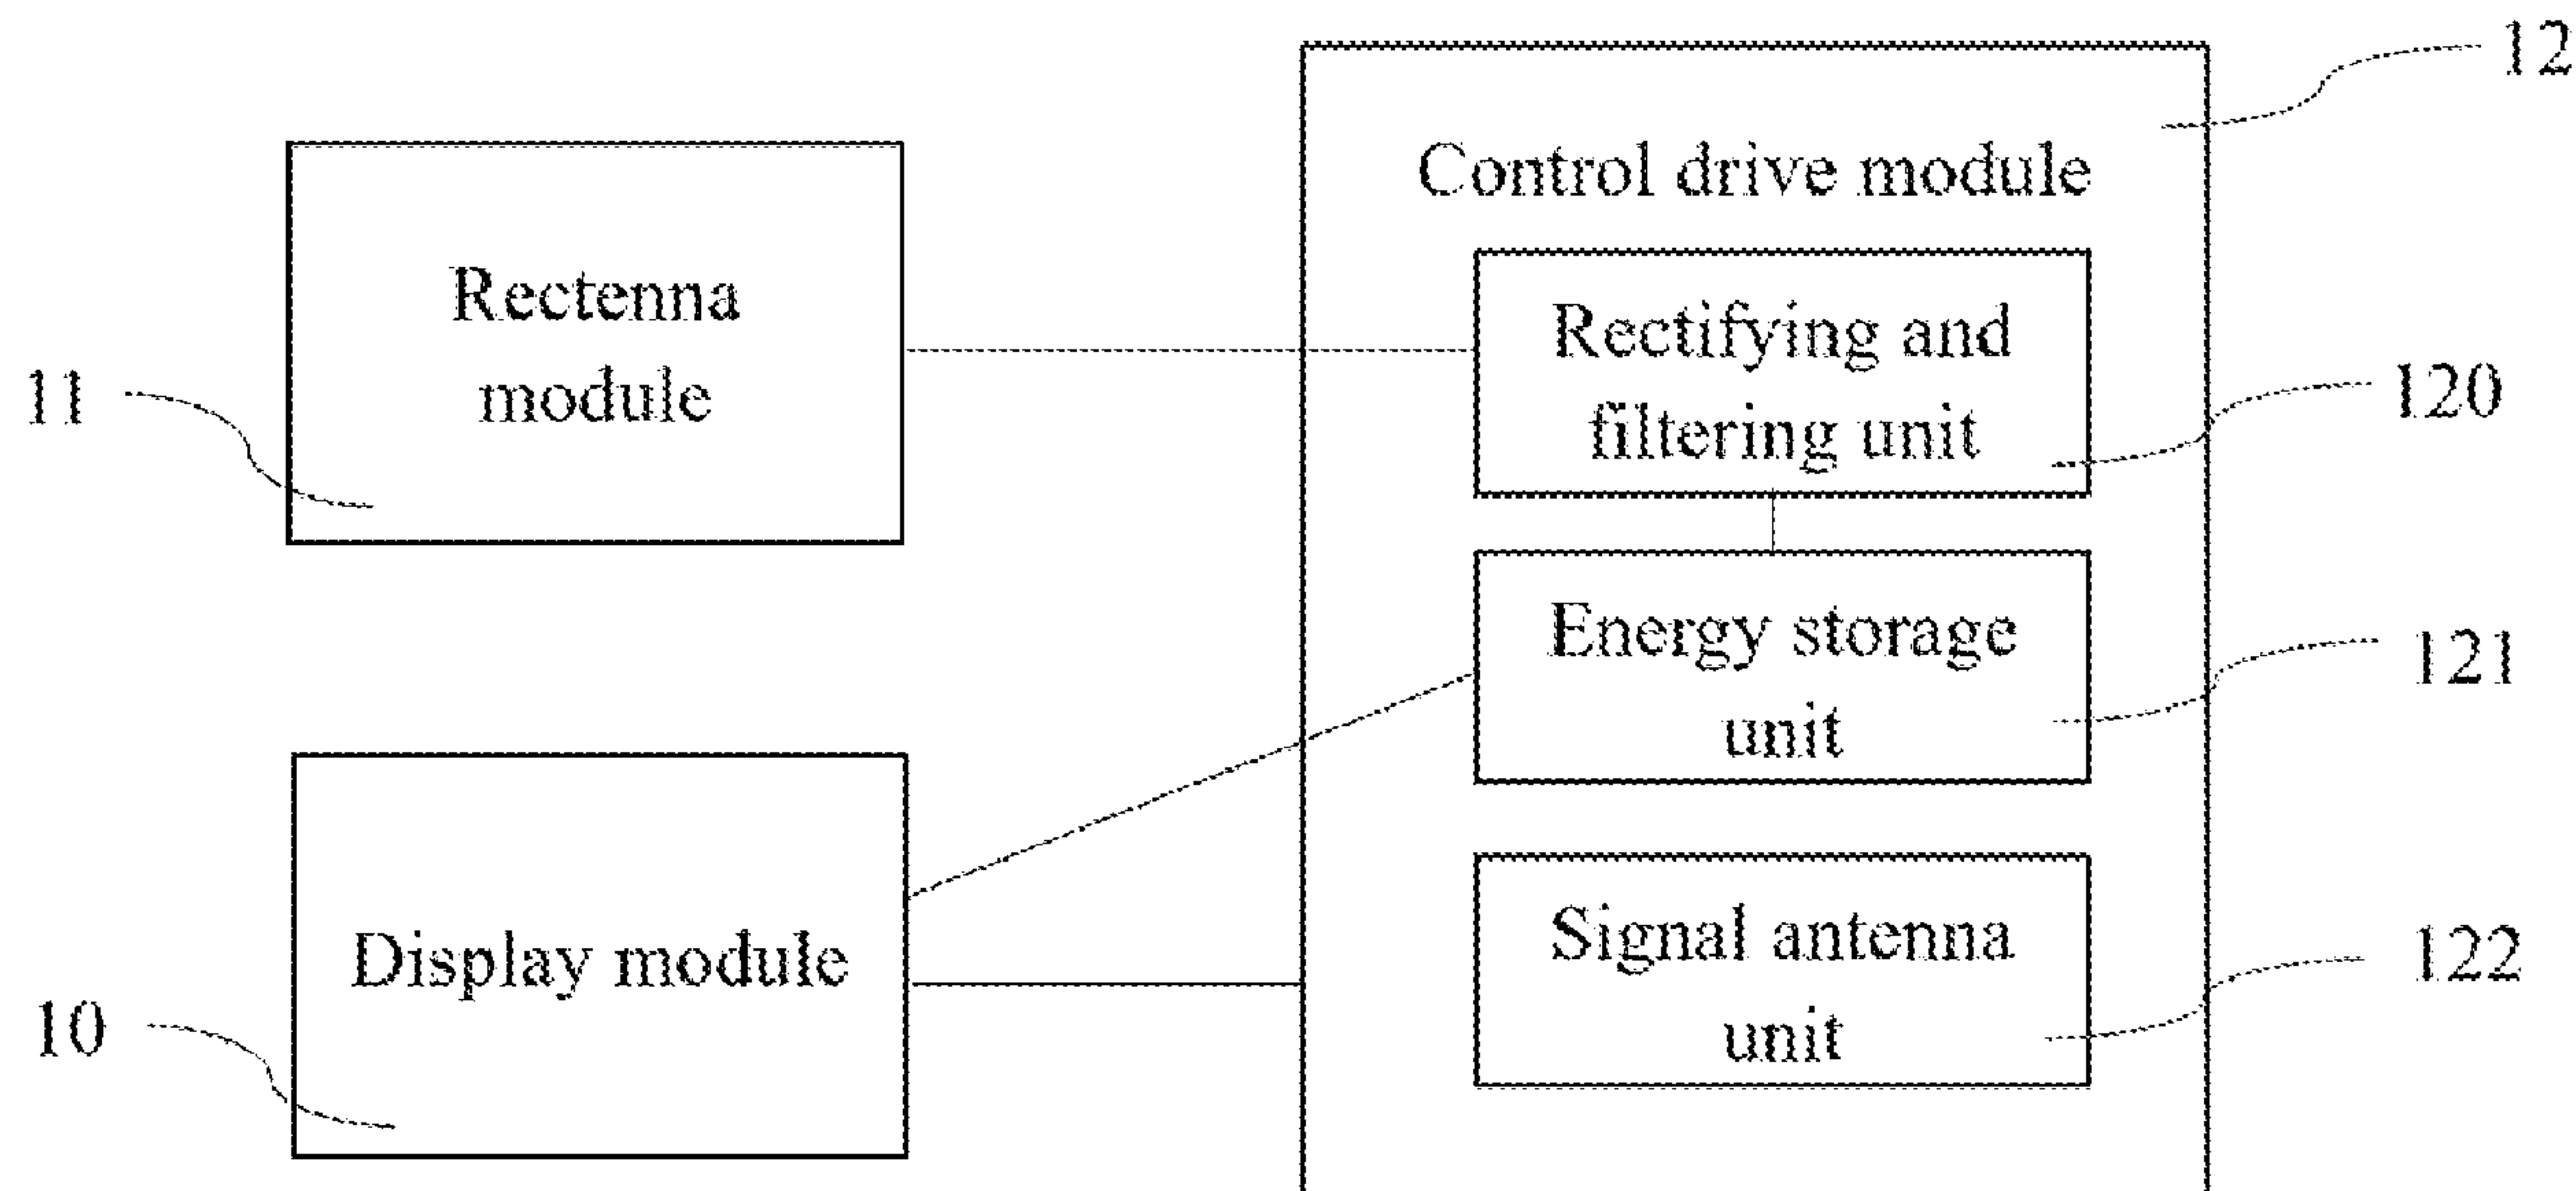 12
Control drive module
Rectenna
module
11
Rectifying and
filtering unit
120
Energy storage
unit
121
Display module
10
Signal antenna
unit
122